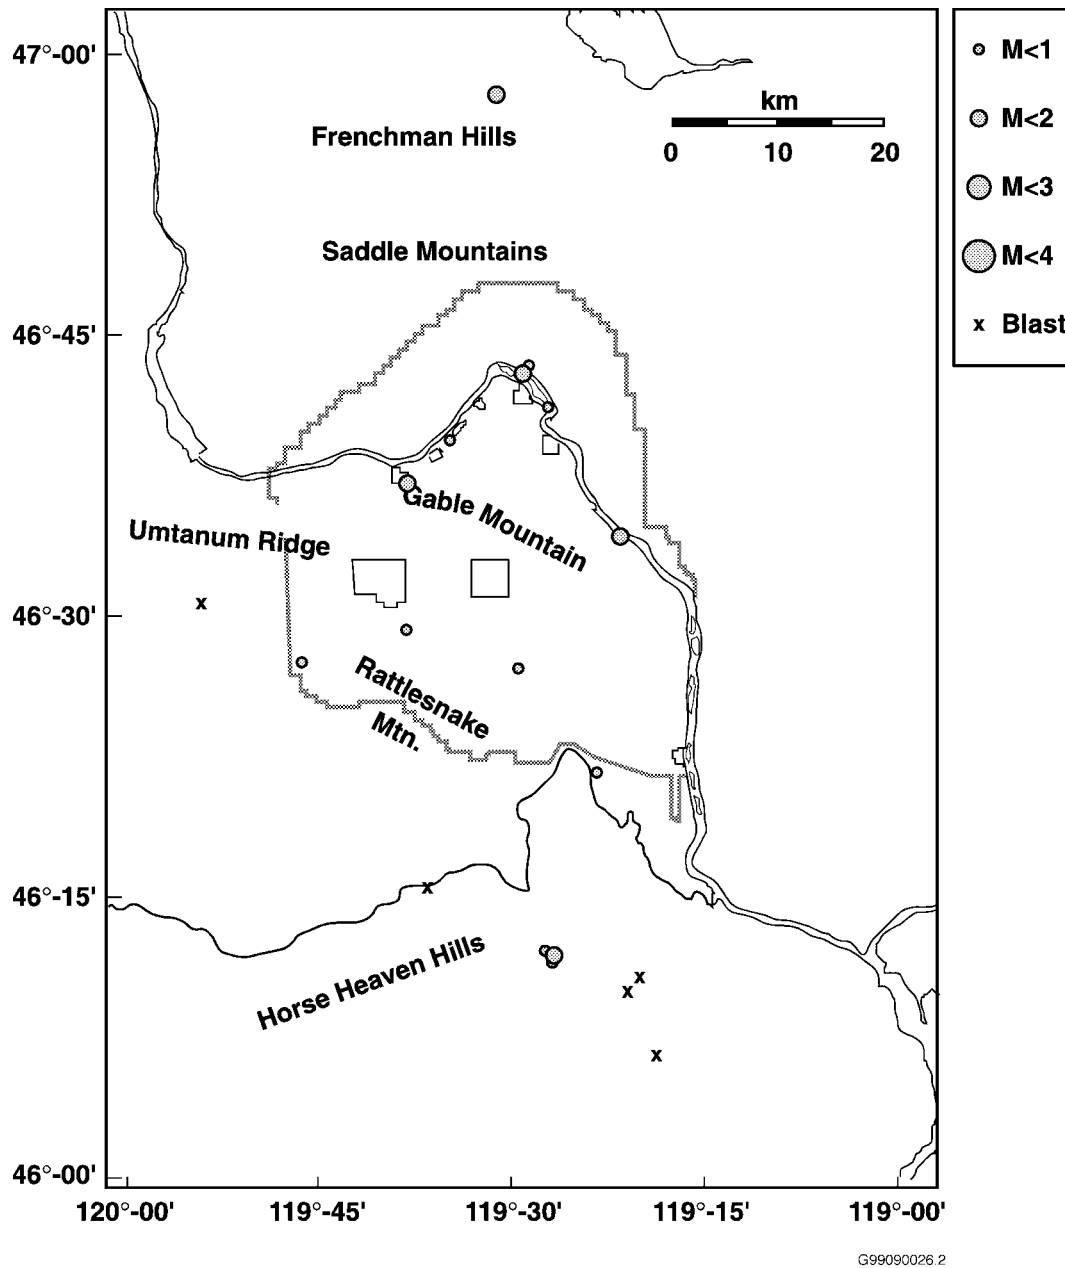 47°-00'
M<1
km
M<2
Frenchman Hills
0 10 20
M<3
Saddle Mountains
M<4
46°-45'
x Blast
Gable Mountain
Umtanum Ridge
x
46°-30'
Rattlesnake
Mtn.
x
46°-15'
Horse Heaven Hills
x
x
x
46°-00'
120°-00' 119°-45' 119°-30' 119°-15' 119°-00'
G99090026.2